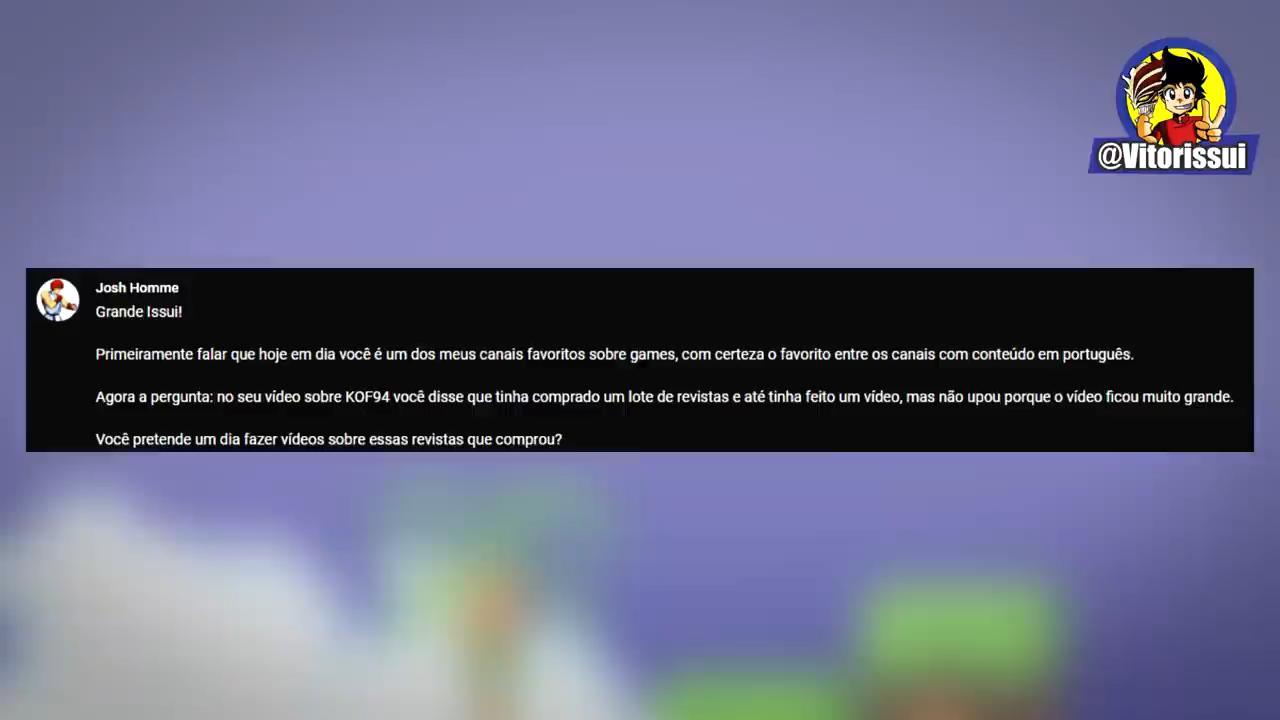 @Vitorissui
Josh Homme
Grande Issui!
Primeiramente falar que hoje em dia você é um dos meus canais favoritos sobre games, com certeza o favorito entre os canais com conteúdo em português.
Agora a pergunta: no seu vídeo sobre KOF94 você disse que tinha comprado um lote de revistas e até tinha feito um vídeo, mas não upou porque o vídeo ficou muito grande.
Você pretende um dia fazer vídeos sobre essas revistas que comprou?